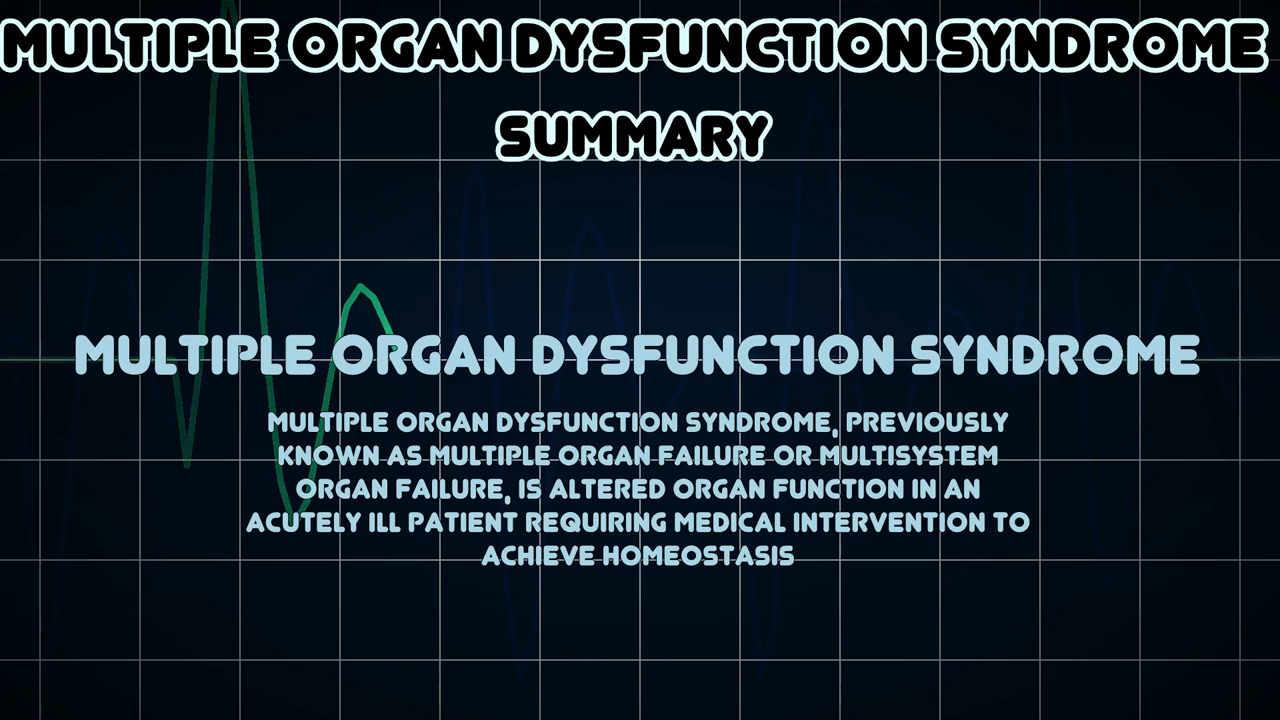 MULTIPLE ORGAN DYSFUNCTION SYNDROME
SUMMARY
MULTIPLE ORGAN DYSFUNCTION SYNDROME
MULTIPLE ORGAN DYSFUNCTION SYNDROME, PREVIOUSLY
KNOWN AS MULTIPLE ORGAN FAILURE OR MULTISYSTEM
ORGAN FAILURE, IS ALTERED ORGAN FUNCTION IN AN
ACUTELY ILL PATIENT REQUIRING MEDICAL INTERVENTION TO
ACHIEVE HOMEOSTASIS